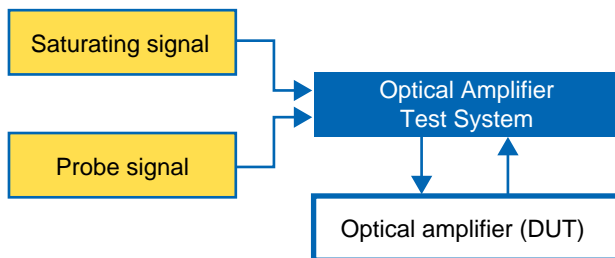 Saturating signal
Probe signal
Optical Amplifier
Test System
Optical amplifier (DUT)